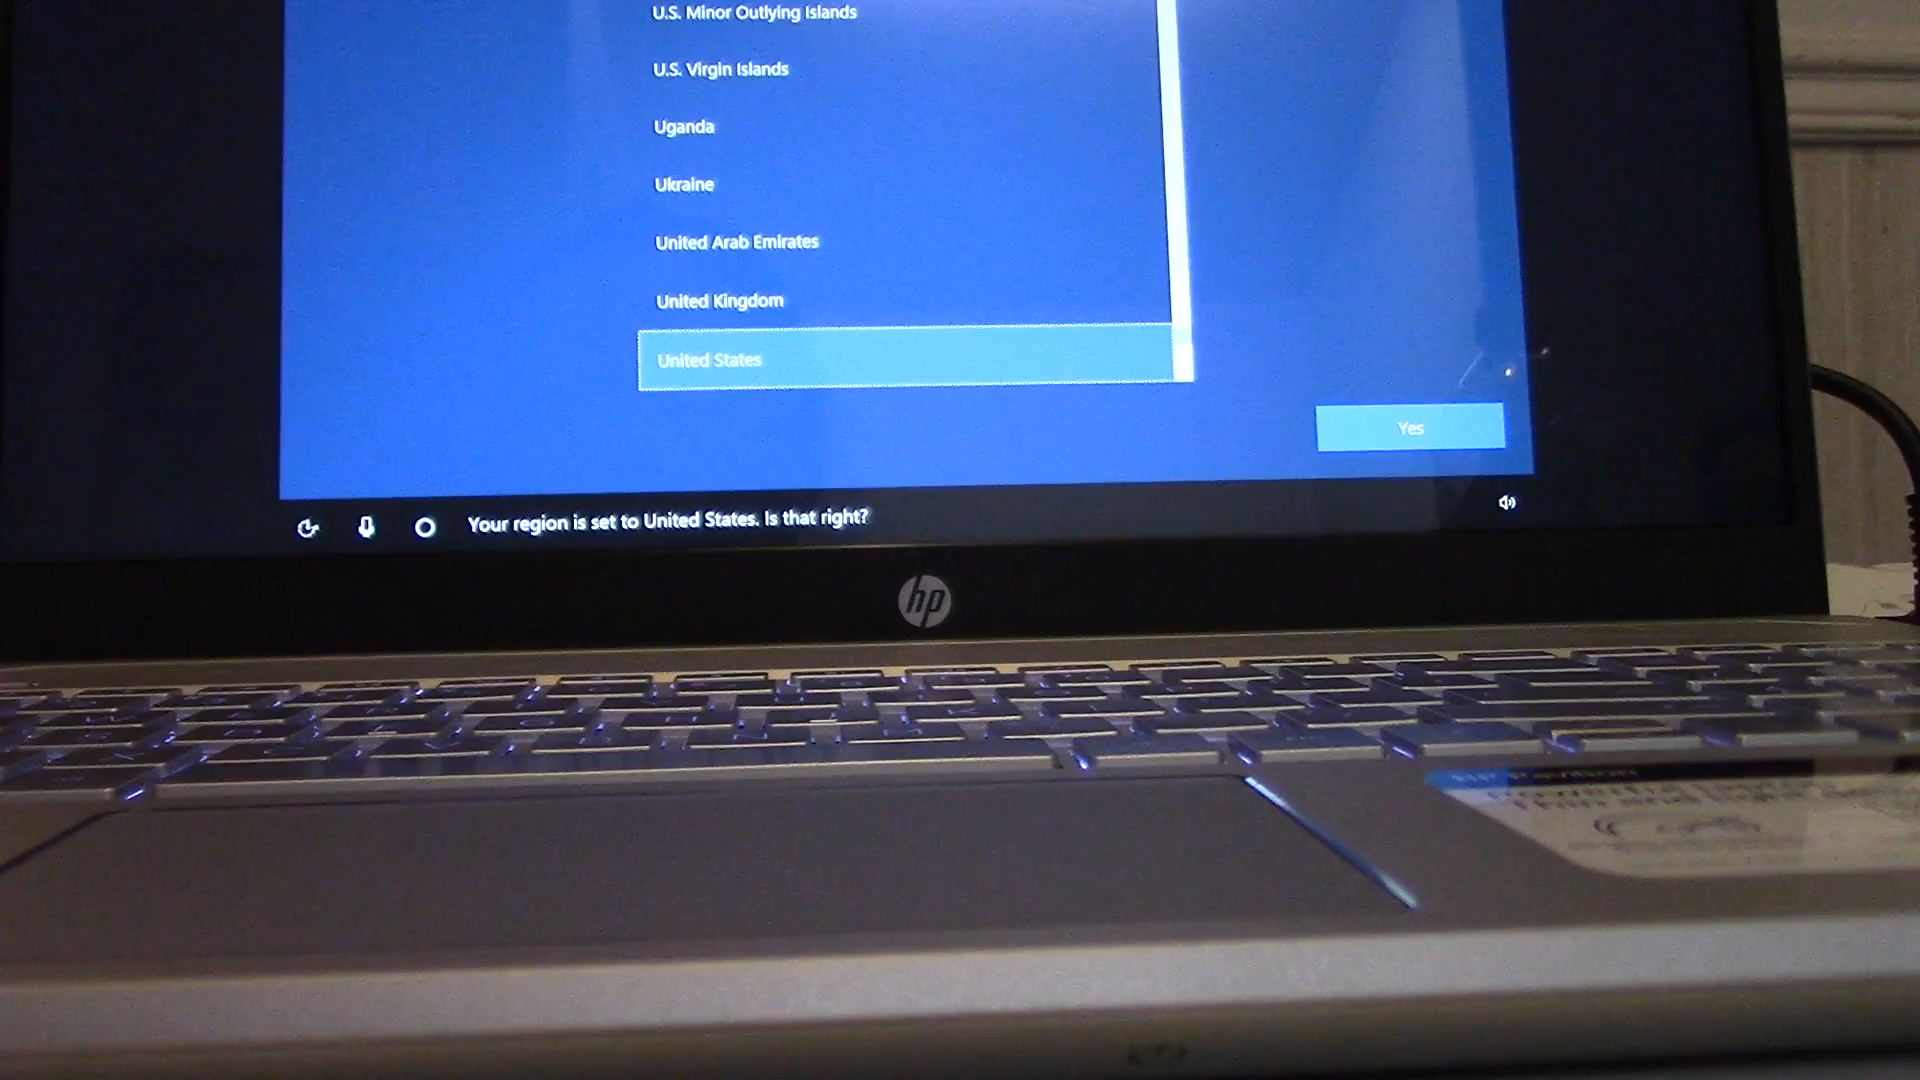 U.S. Minor Outlying Islands
U.S. Virgin Islands
Uganda
Ukraine
United Arab Emirates
United Kingdom
United States
Yes
Your region is set to United States. Is that right?
hp